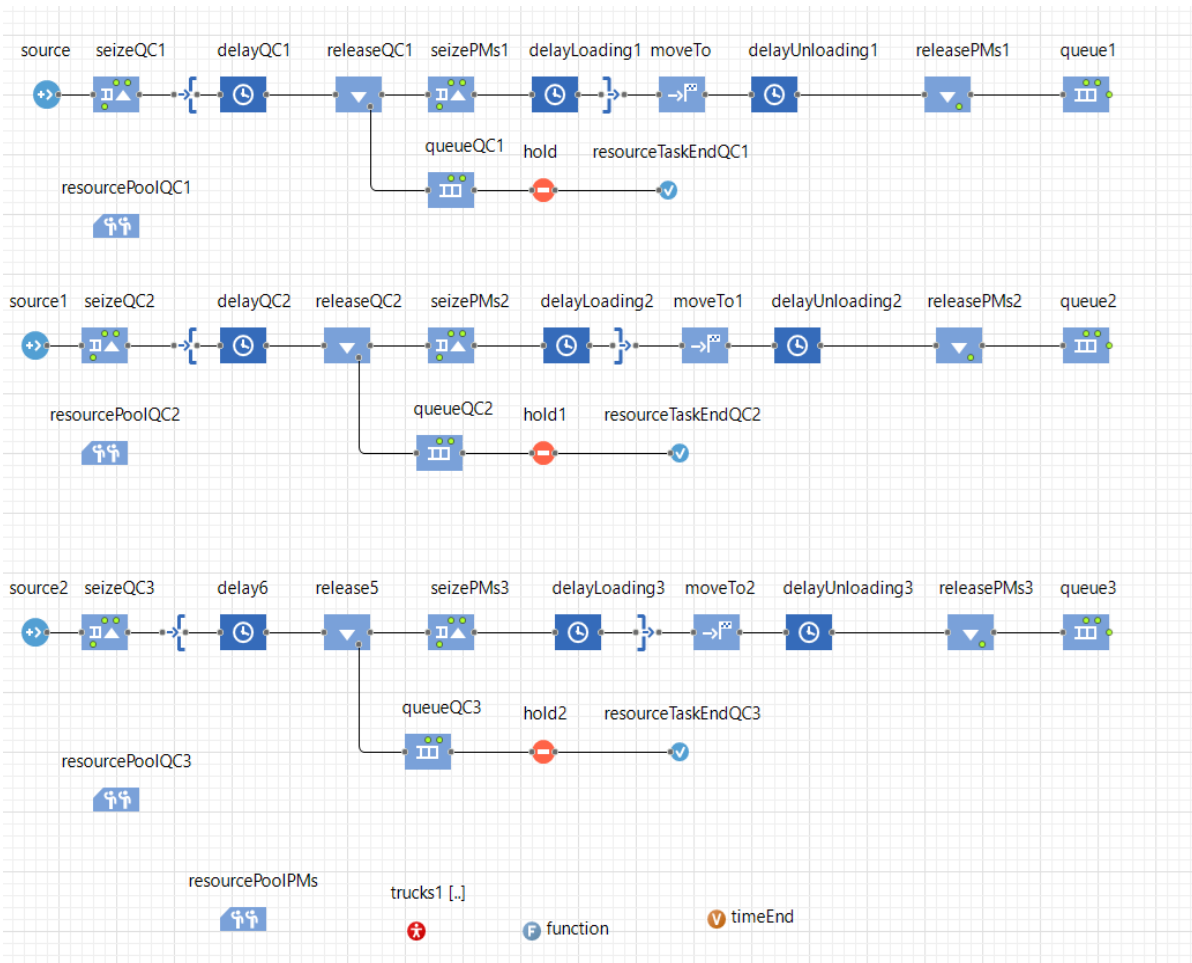 source seizeQC1 delayQC1 releaseQC1 seizePMs1 delayLoading1 moveTo delayUnloading1 releasePMs1 queue1
queueQC1 hold resourceTaskEndQC1
resourcePoolQC1
source1 seizeQC2 delayQC2 releaseQC2 seizePMs2 delayLoading2 moveTo1 delayUnloading2 releasePMs2 queue2
queueQC2 hold1 resourceTaskEndQC2
resourcePoolQC2
source2 seizeQC3 delay6 release5 seizePMs3 delayLoading3 moveTo2 delayUnloading3 releasePMs3 queue3
queueQC3 hold2 resourceTaskEndQC3
resourcePoolQC3
resourcePoolPMs
trucks1 [..]
F function
V timeEnd